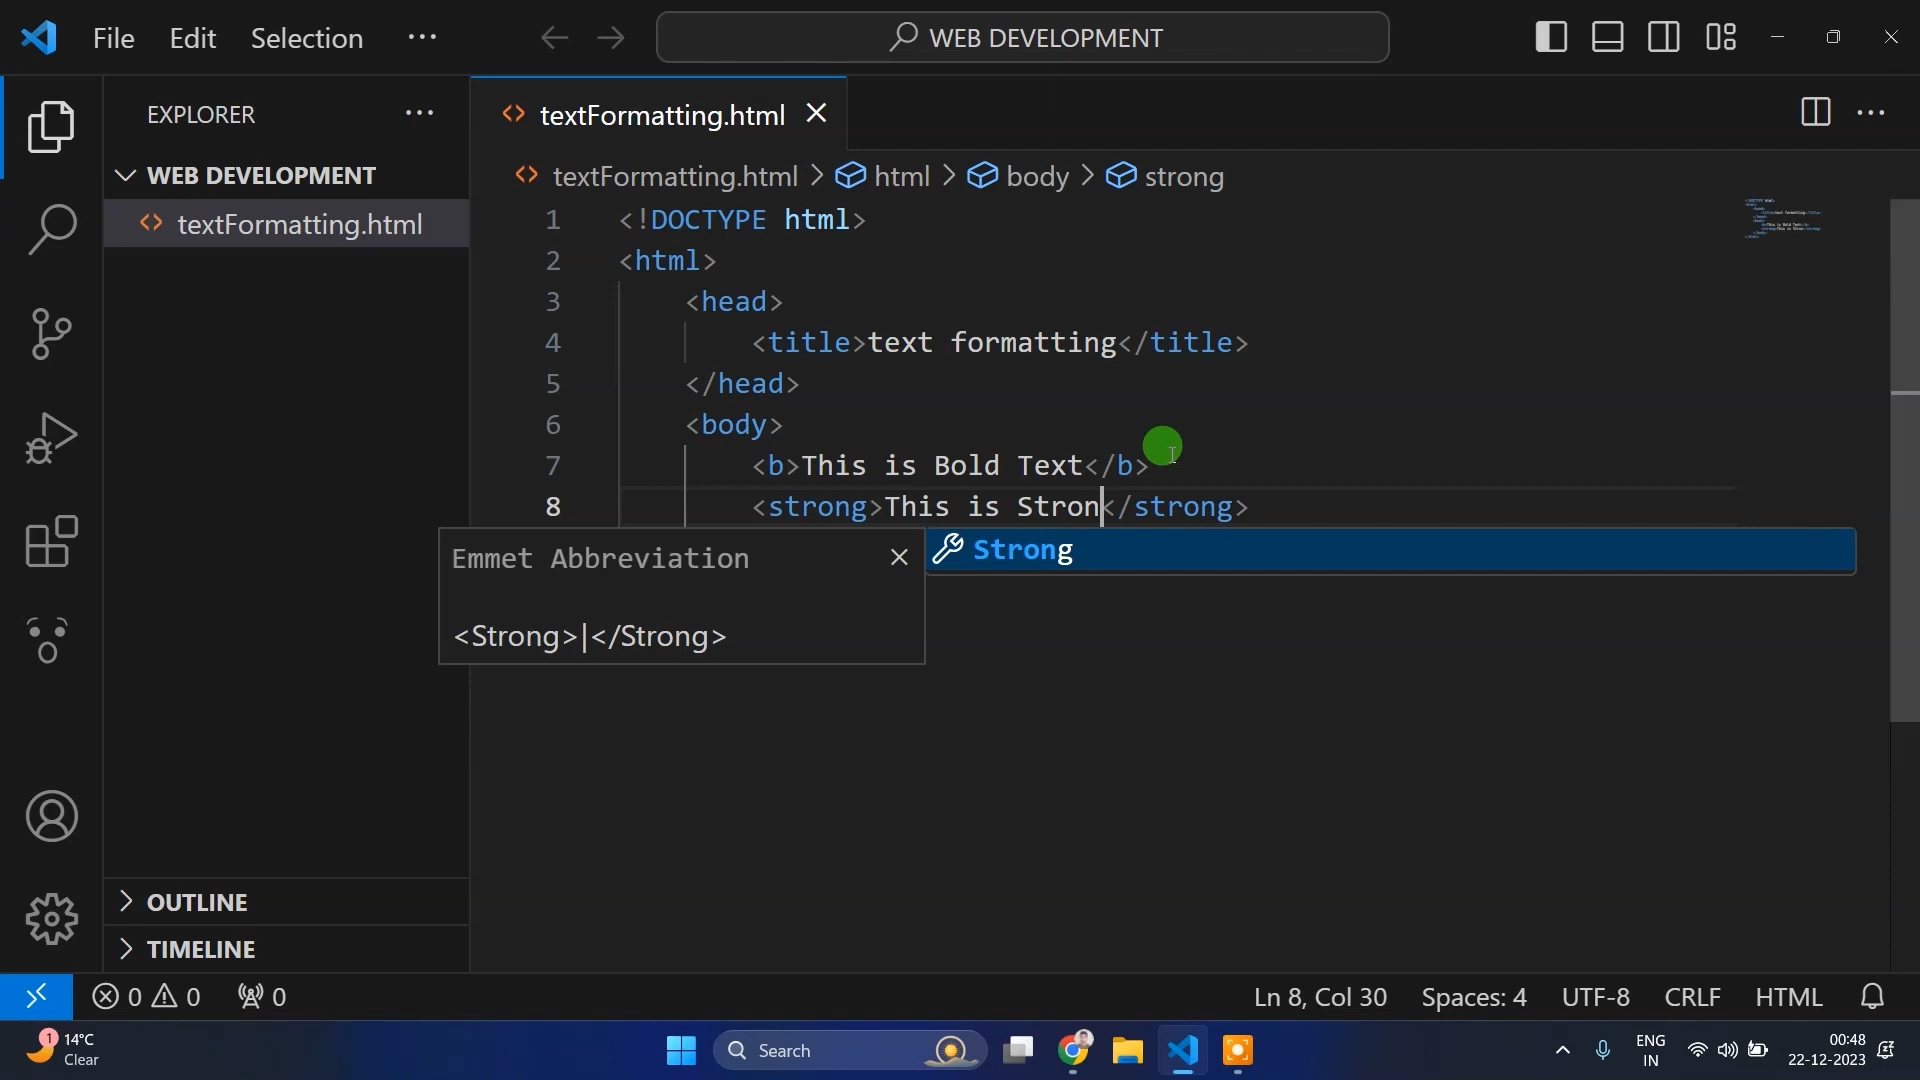 File Edit Selection ··· WEB DEVELOPMENT
EXPLORER ···
WEB DEVELOPMENT
textFormatting.html
OUTLINE
TIMELINE
textFormatting.html
textFormatting.html > html > body > strong
1 <!DOCTYPE html>
2 <html>
3 <head>
4 <title>text formatting</title>
5 </head>
6 <body>
7 <b>This is Bold Text</b>
8 <strong>This is Stron</strong>
Emmet Abbreviation
<Strong>|</Strong>
Strong
0 0 0 Ln 8, Col 30 Spaces: 4 UTF-8 CRLF HTML
1 14°C
Clear
Search
ENG
IN
00:48
22-12-2023